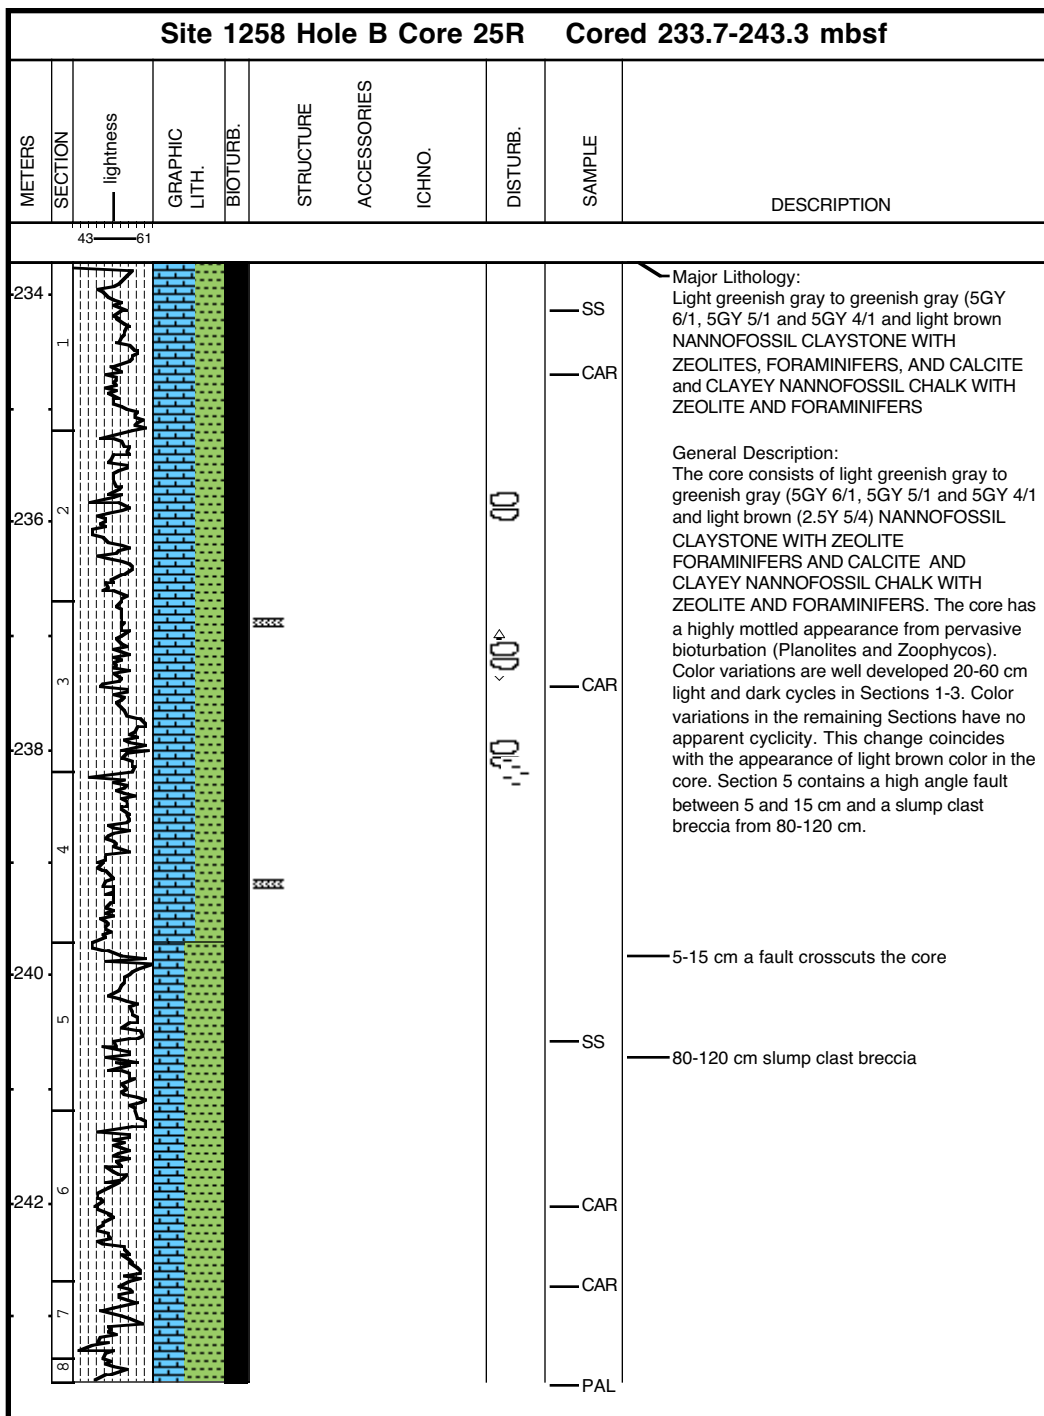 Site 1258 Hole B Core 25R Cored 233.7-243.3 mbsf
METERS
SECTION
lightness
GRAPHIC
LITH.
BIOTURB.
STRUCTURE
ACCESSORIES
ICHNO.
DISTURB.
SAMPLE
DESCRIPTION
43 61
234
236
238
240
242
1
2
3
4
5
6
7
8
SS
CAR
CAR
SS
CAR
CAR
PAL
Major Lithology:
Light greenish gray to greenish gray (5GY
6/1, 5GY 5/1 and 5GY 4/1 and light brown
NANNOFOSSIL CLAYSTONE WITH
ZEOLITES, FORAMINIFERS, AND CALCITE
and CLAYEY NANNOFOSSIL CHALK WITH
ZEOLITE AND FORAMINIFERS
General Description:
The core consists of light greenish gray to
greenish gray (5GY 6/1, 5GY 5/1 and 5GY 4/1
and light brown (2.5Y 5/4) NANNOFOSSIL
CLAYSTONE WITH ZEOLITE
FORAMINIFERS AND CALCITE AND
CLAYEY NANNOFOSSIL CHALK WITH
ZEOLITE AND FORAMINIFERS. The core has
a highly mottled appearance from pervasive
bioturbation (Planolites and Zoophycos).
Color variations are well developed 20-60 cm
light and dark cycles in Sections 1-3. Color
variations in the remaining Sections have no
apparent cyclicity. This change coincides
with the appearance of light brown color in the
core. Section 5 contains a high angle fault
between 5 and 15 cm and a slump clast
breccia from 80-120 cm.
5-15 cm a fault crosscuts the core
80-120 cm slump clast breccia